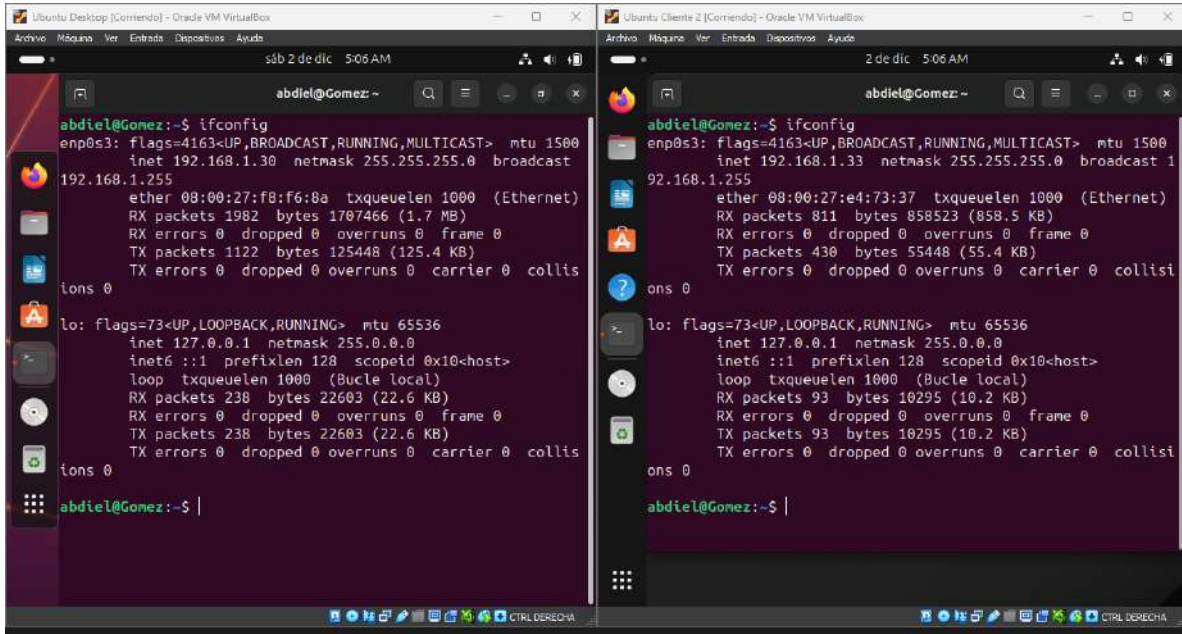 Ubuntu Desktop [Corriendo] - Oracle VM VirtualBox
Archivo Máquina Ver Entrada Dispositivos Ayuda
sáb 2 de dic 5:06 AM
abdiel@Gomez: ~
abdiel@Gomez:~$ ifconfig
enp0s3: flags=4163<UP,BROADCAST,RUNNING,MULTICAST> mtu 1500
inet 192.168.1.30 netmask 255.255.255.0 broadcast
192.168.1.255
ether 08:00:27:f8:f6:8a txqueuelen 1000 (Ethernet)
RX packets 1982 bytes 1707466 (1.7 MB)
RX errors 0 dropped 0 overruns 0 frame 0
TX packets 1122 bytes 125448 (125.4 KB)
TX errors 0 dropped 0 overruns 0 carrier 0 collis
ions 0
lo: flags=73<UP,LOOPBACK,RUNNING> mtu 65536
inet 127.0.0.1 netmask 255.0.0.0
inet6 ::1 prefixlen 128 scopeid 0x10<host>
loop txqueuelen 1000 (Bucle local)
RX packets 238 bytes 22603 (22.6 KB)
RX errors 0 dropped 0 overruns 0 frame 0
TX packets 238 bytes 22603 (22.6 KB)
TX errors 0 dropped 0 overruns 0 carrier 0 collis
ions 0
abdiel@Gomez:~$
CTRL DERECHA
Ubuntu Cliente 2 [Corriendo] - Oracle VM VirtualBox
Archivo Máquina Ver Entrada Dispositivos Ayuda
2 de dic 5:06 AM
abdiel@Gomez: ~
abdiel@Gomez:~$ ifconfig
enp0s3: flags=4163<UP,BROADCAST,RUNNING,MULTICAST> mtu 1500
inet 192.168.1.33 netmask 255.255.255.0 broadcast 1
92.168.1.255
ether 08:00:27:e4:73:37 txqueuelen 1000 (Ethernet)
RX packets 811 bytes 858523 (858.5 KB)
RX errors 0 dropped 0 overruns 0 frame 0
TX packets 430 bytes 55448 (55.4 KB)
TX errors 0 dropped 0 overruns 0 carrier 0 collisi
ons 0
lo: flags=73<UP,LOOPBACK,RUNNING> mtu 65536
inet 127.0.0.1 netmask 255.0.0.0
inet6 ::1 prefixlen 128 scopeid 0x10<host>
loop txqueuelen 1000 (Bucle local)
RX packets 93 bytes 10295 (10.2 KB)
RX errors 0 dropped 0 overruns 0 frame 0
TX packets 93 bytes 10295 (10.2 KB)
TX errors 0 dropped 0 overruns 0 carrier 0 collisi
ons 0
abdiel@Gomez:~$
CTRL DERECHA